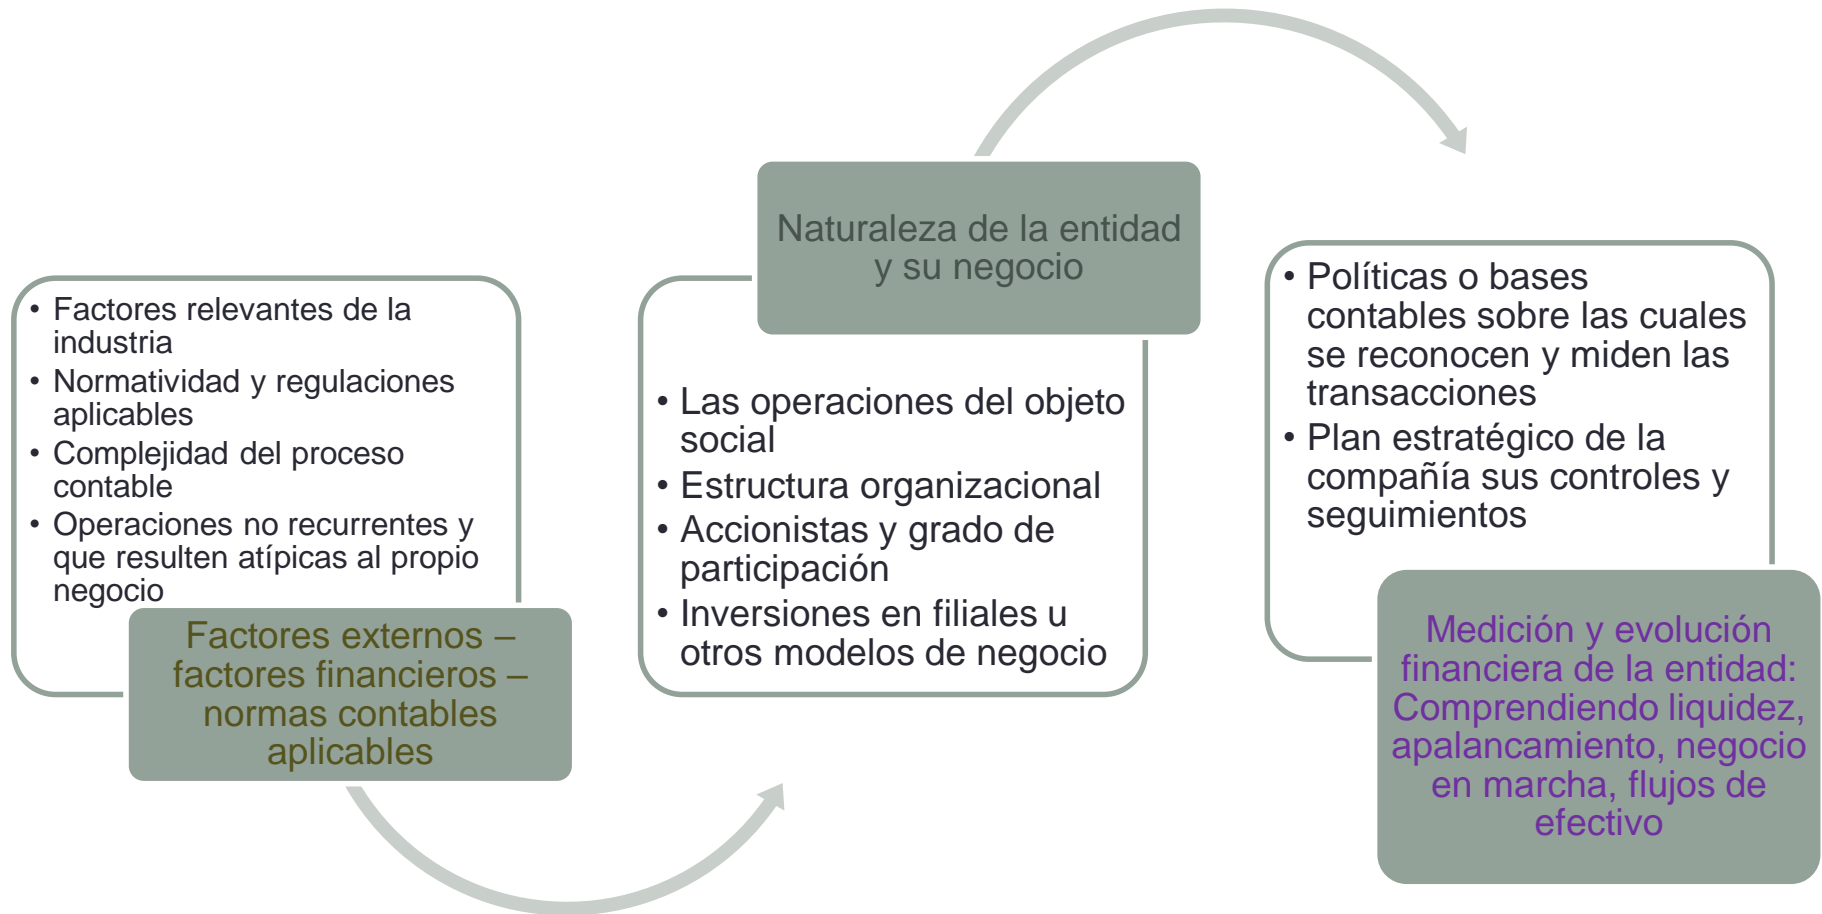 • Factores relevantes de la
industria
• Normatividad y regulaciones
aplicables
• Complejidad del proceso
contable
• Operaciones no recurrentes y
que resulten atípicas al propio
negocio
Factores externos –
factores financieros –
normas contables
aplicables
Naturaleza de la entidad
y su negocio
• Las operaciones del objeto
social
• Estructura organizacional
• Accionistas y grado de
participación
• Inversiones en filiales u
otros modelos de negocio
• Políticas o bases
contables sobre las cuales
se reconocen y miden las
transacciones
• Plan estratégico de la
compañía sus controles y
seguimientos
Medición y evolución
financiera de la entidad:
Comprendiendo liquidez,
apalancamiento, negocio
en marcha, flujos de
efectivo